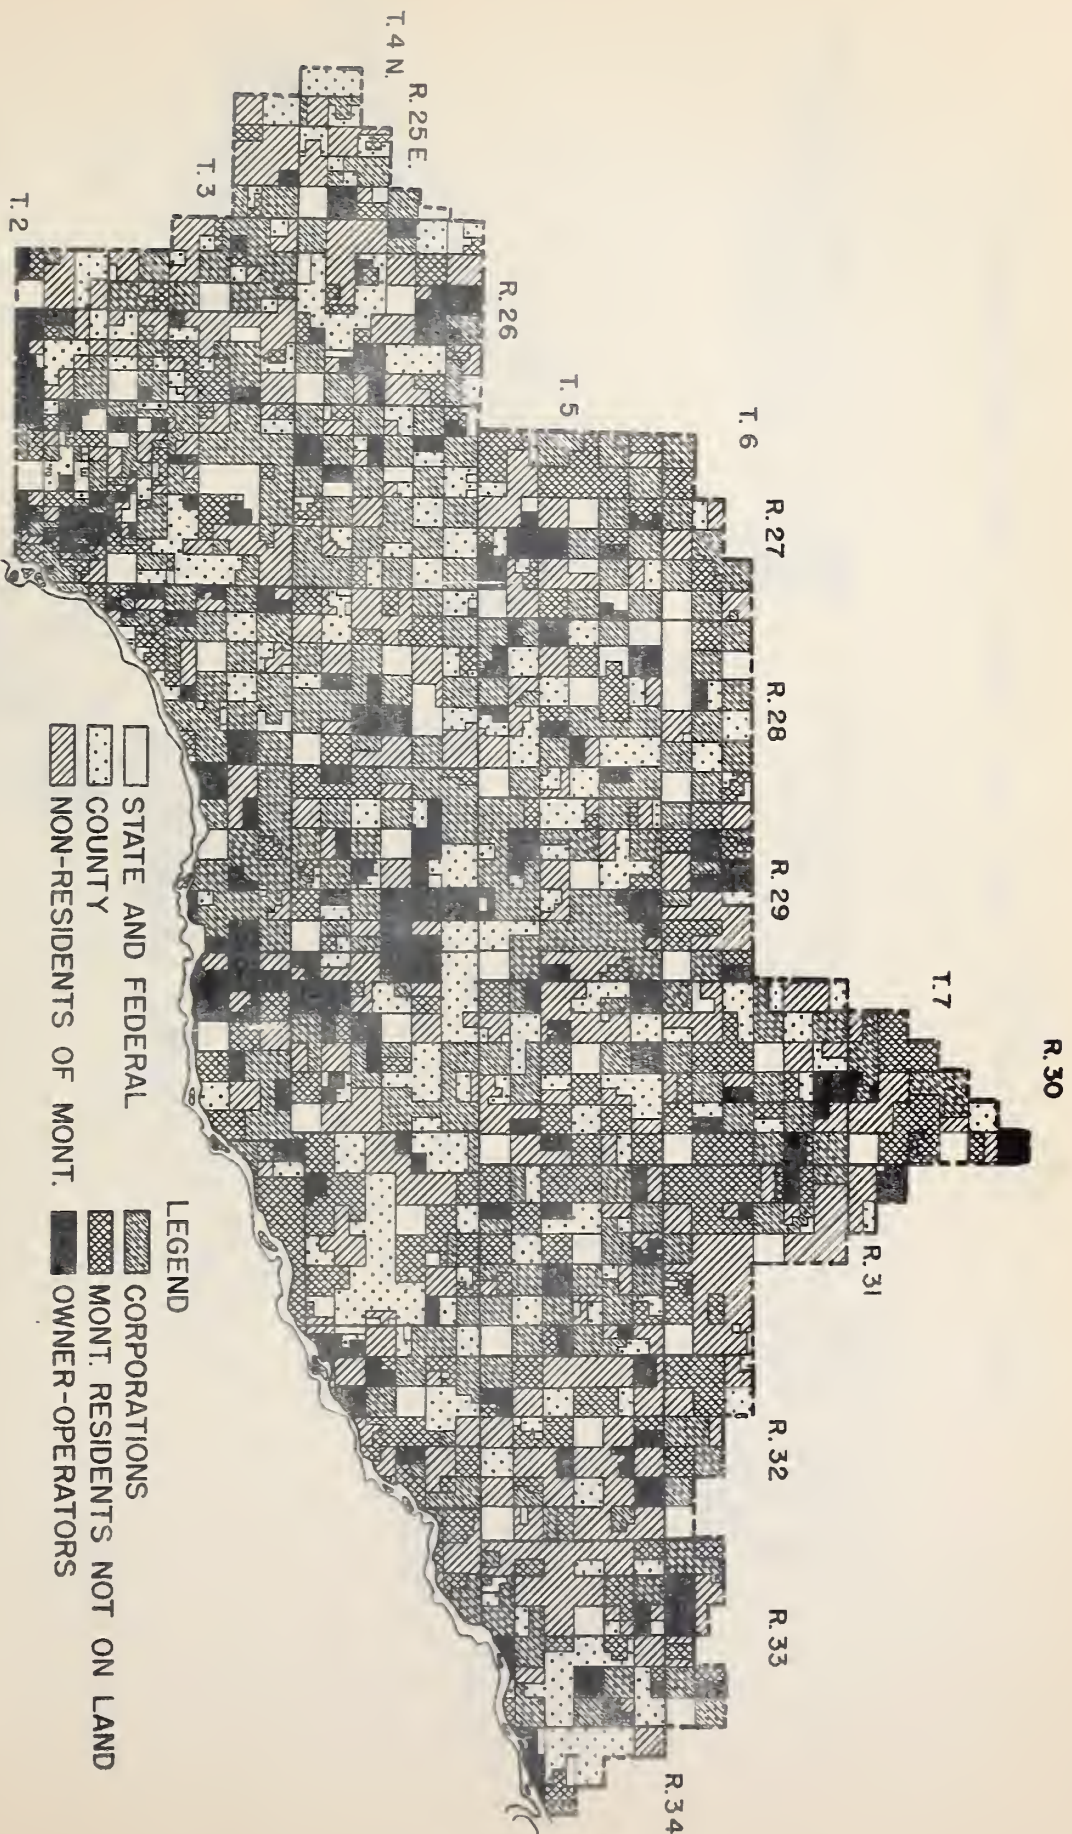 T. 4 N.
R. 25 E.
T. 3
T. 2
R. 26
T. 5
T. 6
R. 27
R. 28
R. 29
T. 7
R. 30
R. 31
R. 32
R. 33
R. 34
LEGEND
STATE AND FEDERAL
COUNTY
NON-RESIDENTS OF MONT.
CORPORATIONS
MONT. RESIDENTS NOT ON LAND
OWNER-OPERATORS